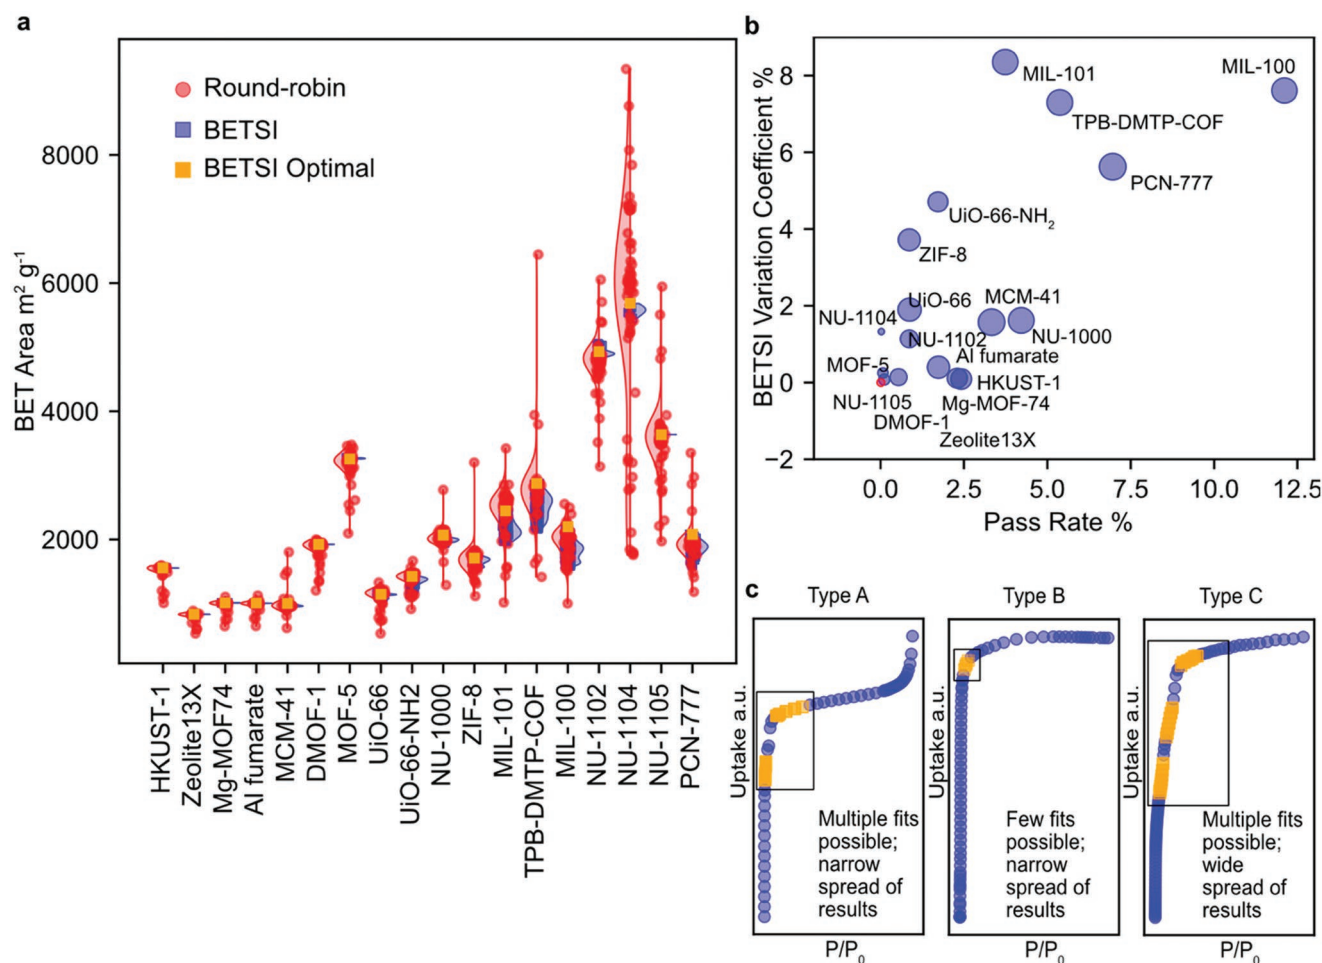 a
Round-robin
BETSI
BETSI Optimal
BET Area m² g⁻¹
8000
6000
4000
2000
HKUST-1
Zeolite13X
Mg-MOF74
Al fumarate
MCM-41
DMOF-1
MOF-5
UiO-66
UiO-66-NH2
NU-1000
ZIF-8
MIL-101
TPB-DMTP-COF
MIL-100
NU-1102
NU-1104
NU-1105
PCN-777
b
BETSI Variation Coefficient %
8
6
4
2
0
−2
MIL-101
MIL-100
TPB-DMTP-COF
PCN-777
UiO-66-NH₂
ZIF-8
UiO-66
MCM-41
NU-1104
NU-1102
NU-1000
MOF-5
Al fumarate
HKUST-1
NU-1105
Mg-MOF-74
DMOF-1
Zeolite13X
0.0 2.5 5.0 7.5 10.0 12.5
Pass Rate %
c
Type A
Uptake a.u.
Multiple fits
possible;
narrow
spread of
results
P/P₀
Type B
Uptake a.u.
Few fits
possible;
narrow
spread of
results
P/P₀
Type C
Uptake a.u.
Multiple fits
possible;
wide
spread of
results
P/P₀